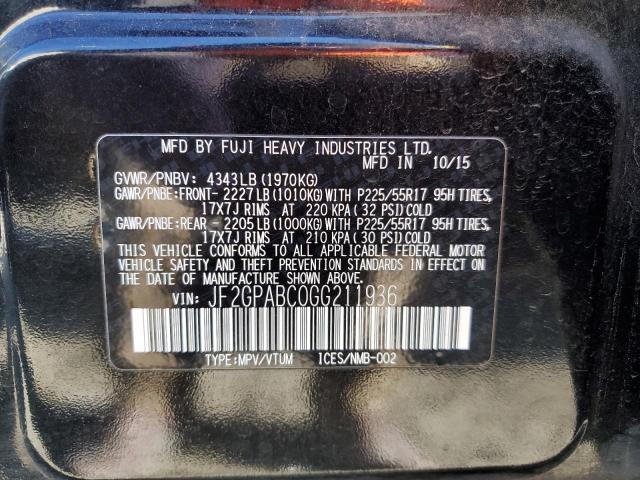 MFD BY FUJI HEAVY INDUSTRIES LTD.
MFD IN 10/15
GVWR/PNBV: 4343LB(1970KG)
GAWR/PNBE:FRONT- 2227LB(1010KG)WITH P225/55R17 95H TIRES,
17X7J RIMS AT 220 KPA(32 PSI)COLD
GAWR/PNBE:REAR - 2205LB(1000KG)WITH P225/55R17 95H TIRES,
17X7J RIMS AT 210 KPA(30 PSI)COLD
THIS VEHICLE CONFORMS TO ALL APPLICABLE FEDERAL MOTOR
VEHICLE SAFETY AND THEFT PREVENTION STANDARDS IN EFFECT
ON THE DATE OF MANUFACTURE SHOWN ABOVE.
VIN: JF2GPABC0GG211936
TYPE:MPV/VTUM ICES/NMB-002